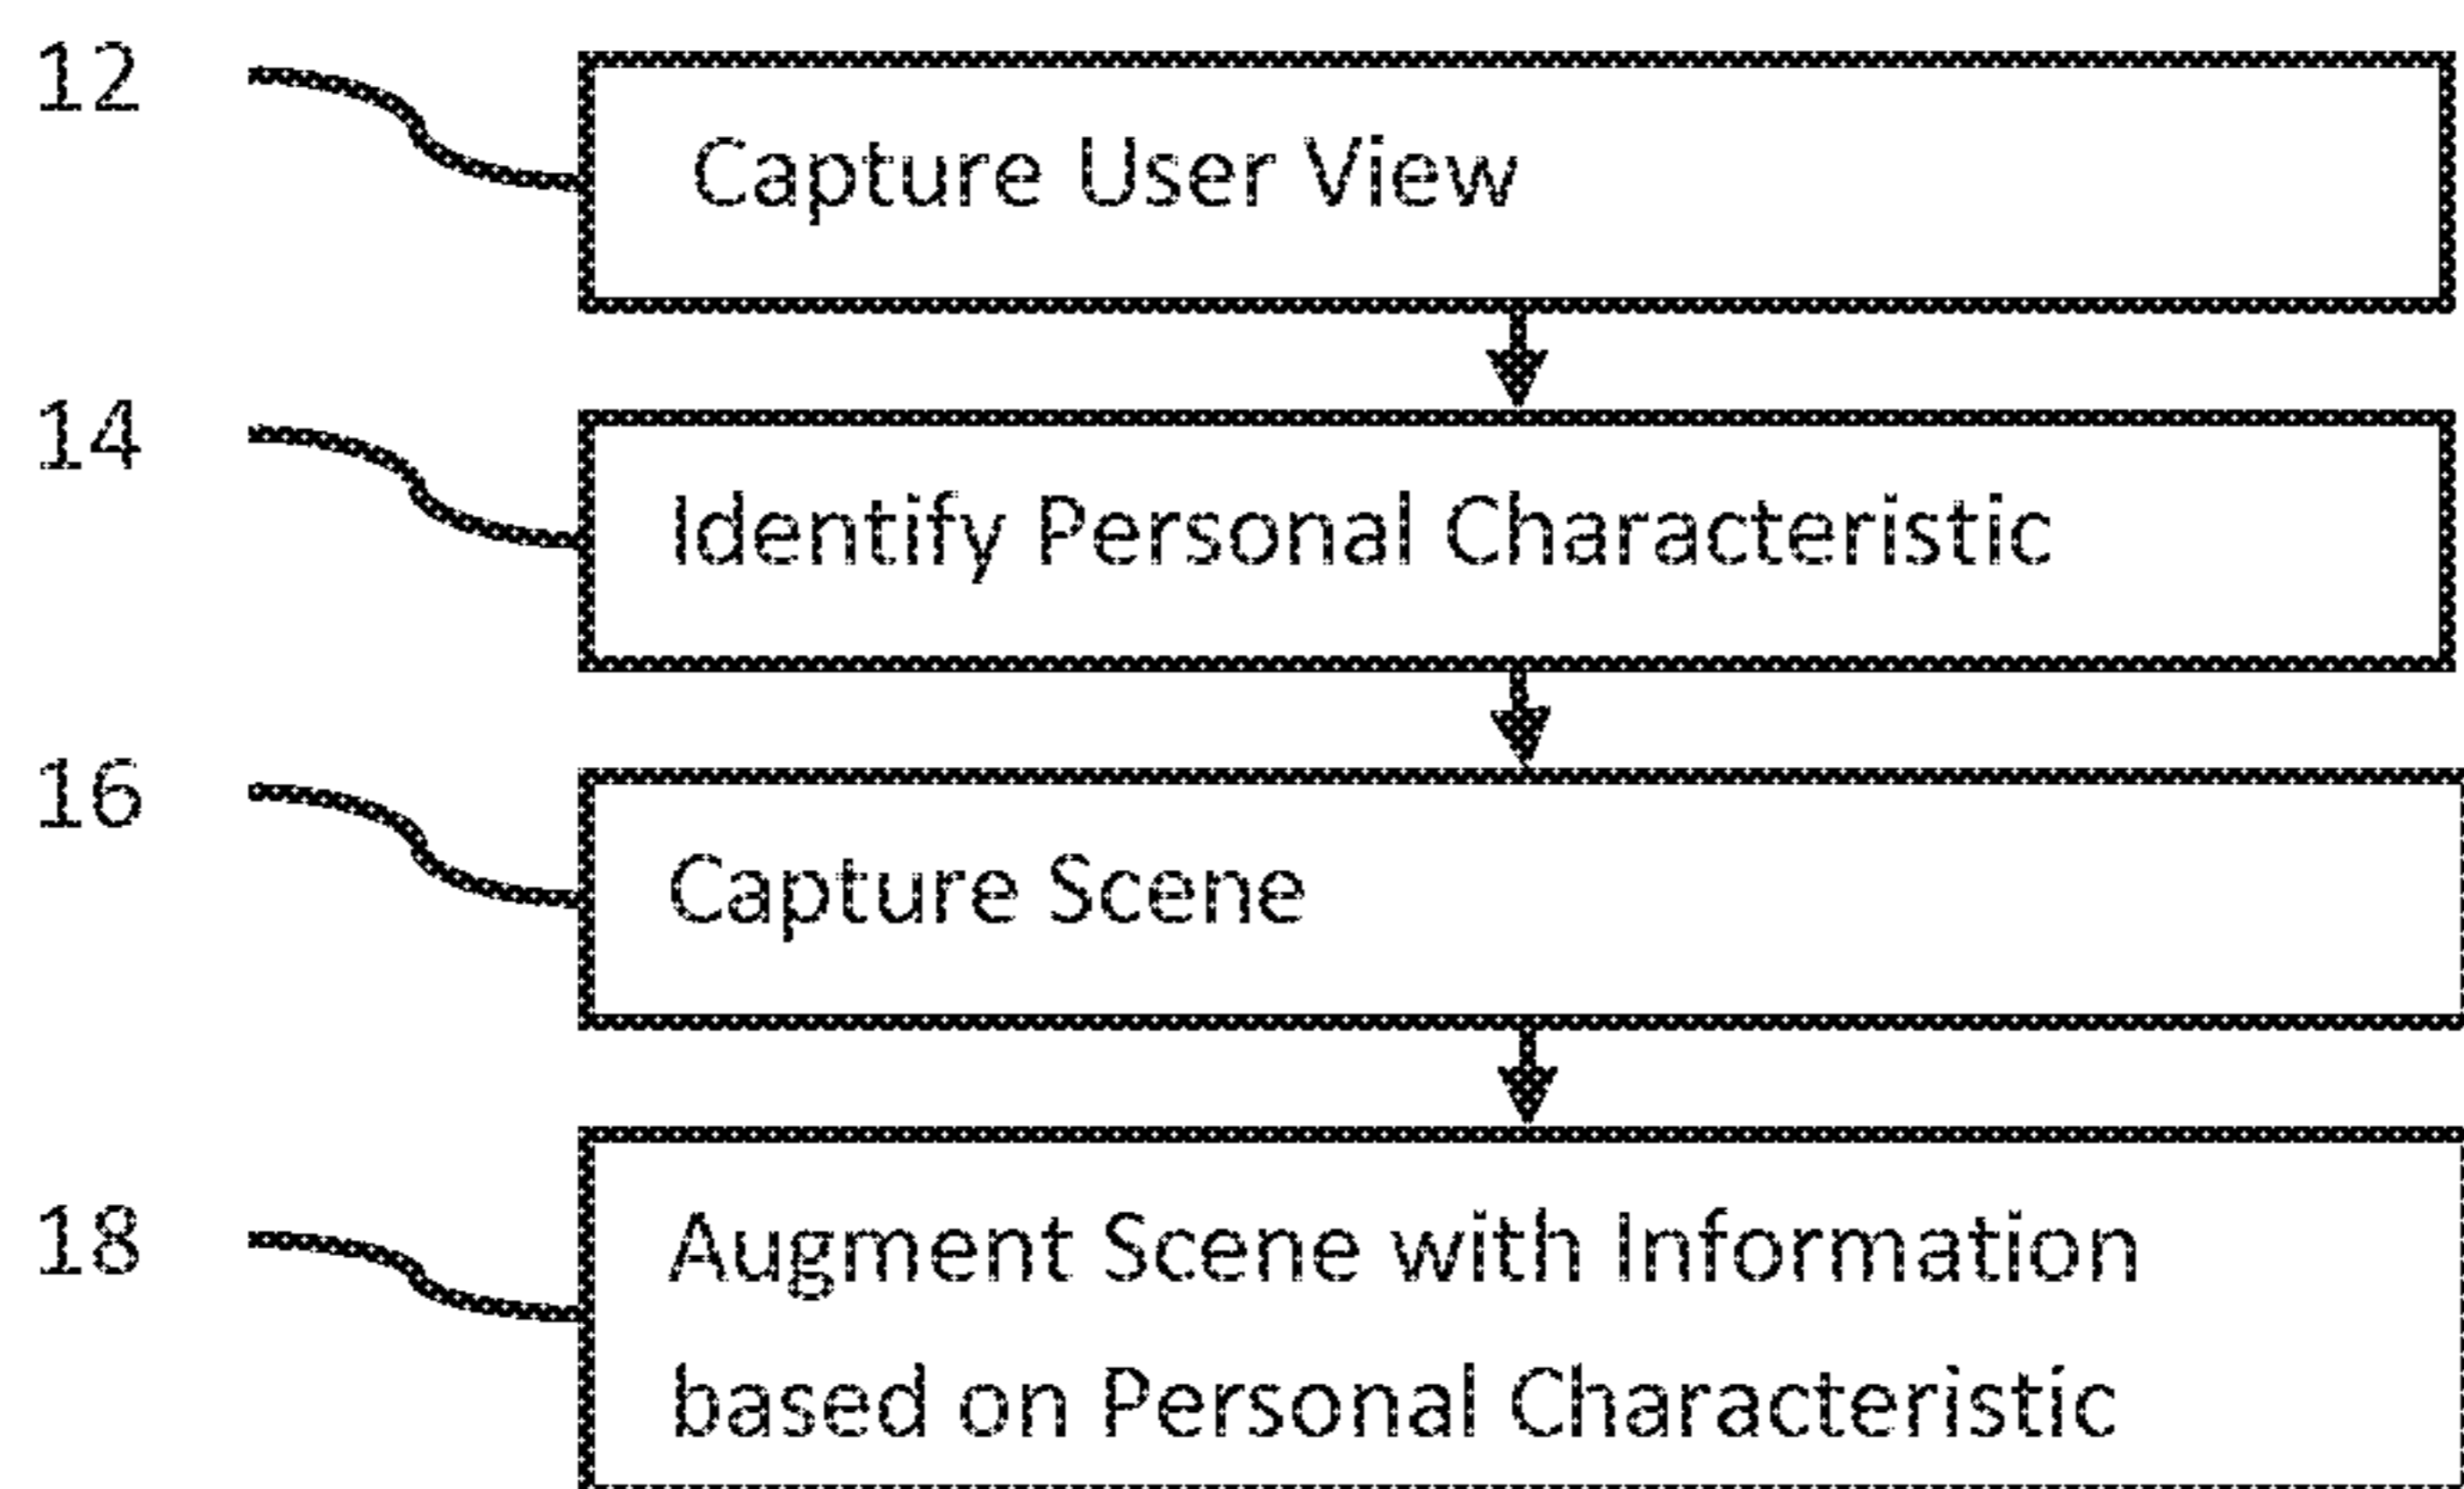 12
Capture User View
14
Identify Personal Characteristic
16
Capture Scene
18
Augment Scene with Information
based on Personal Characteristic